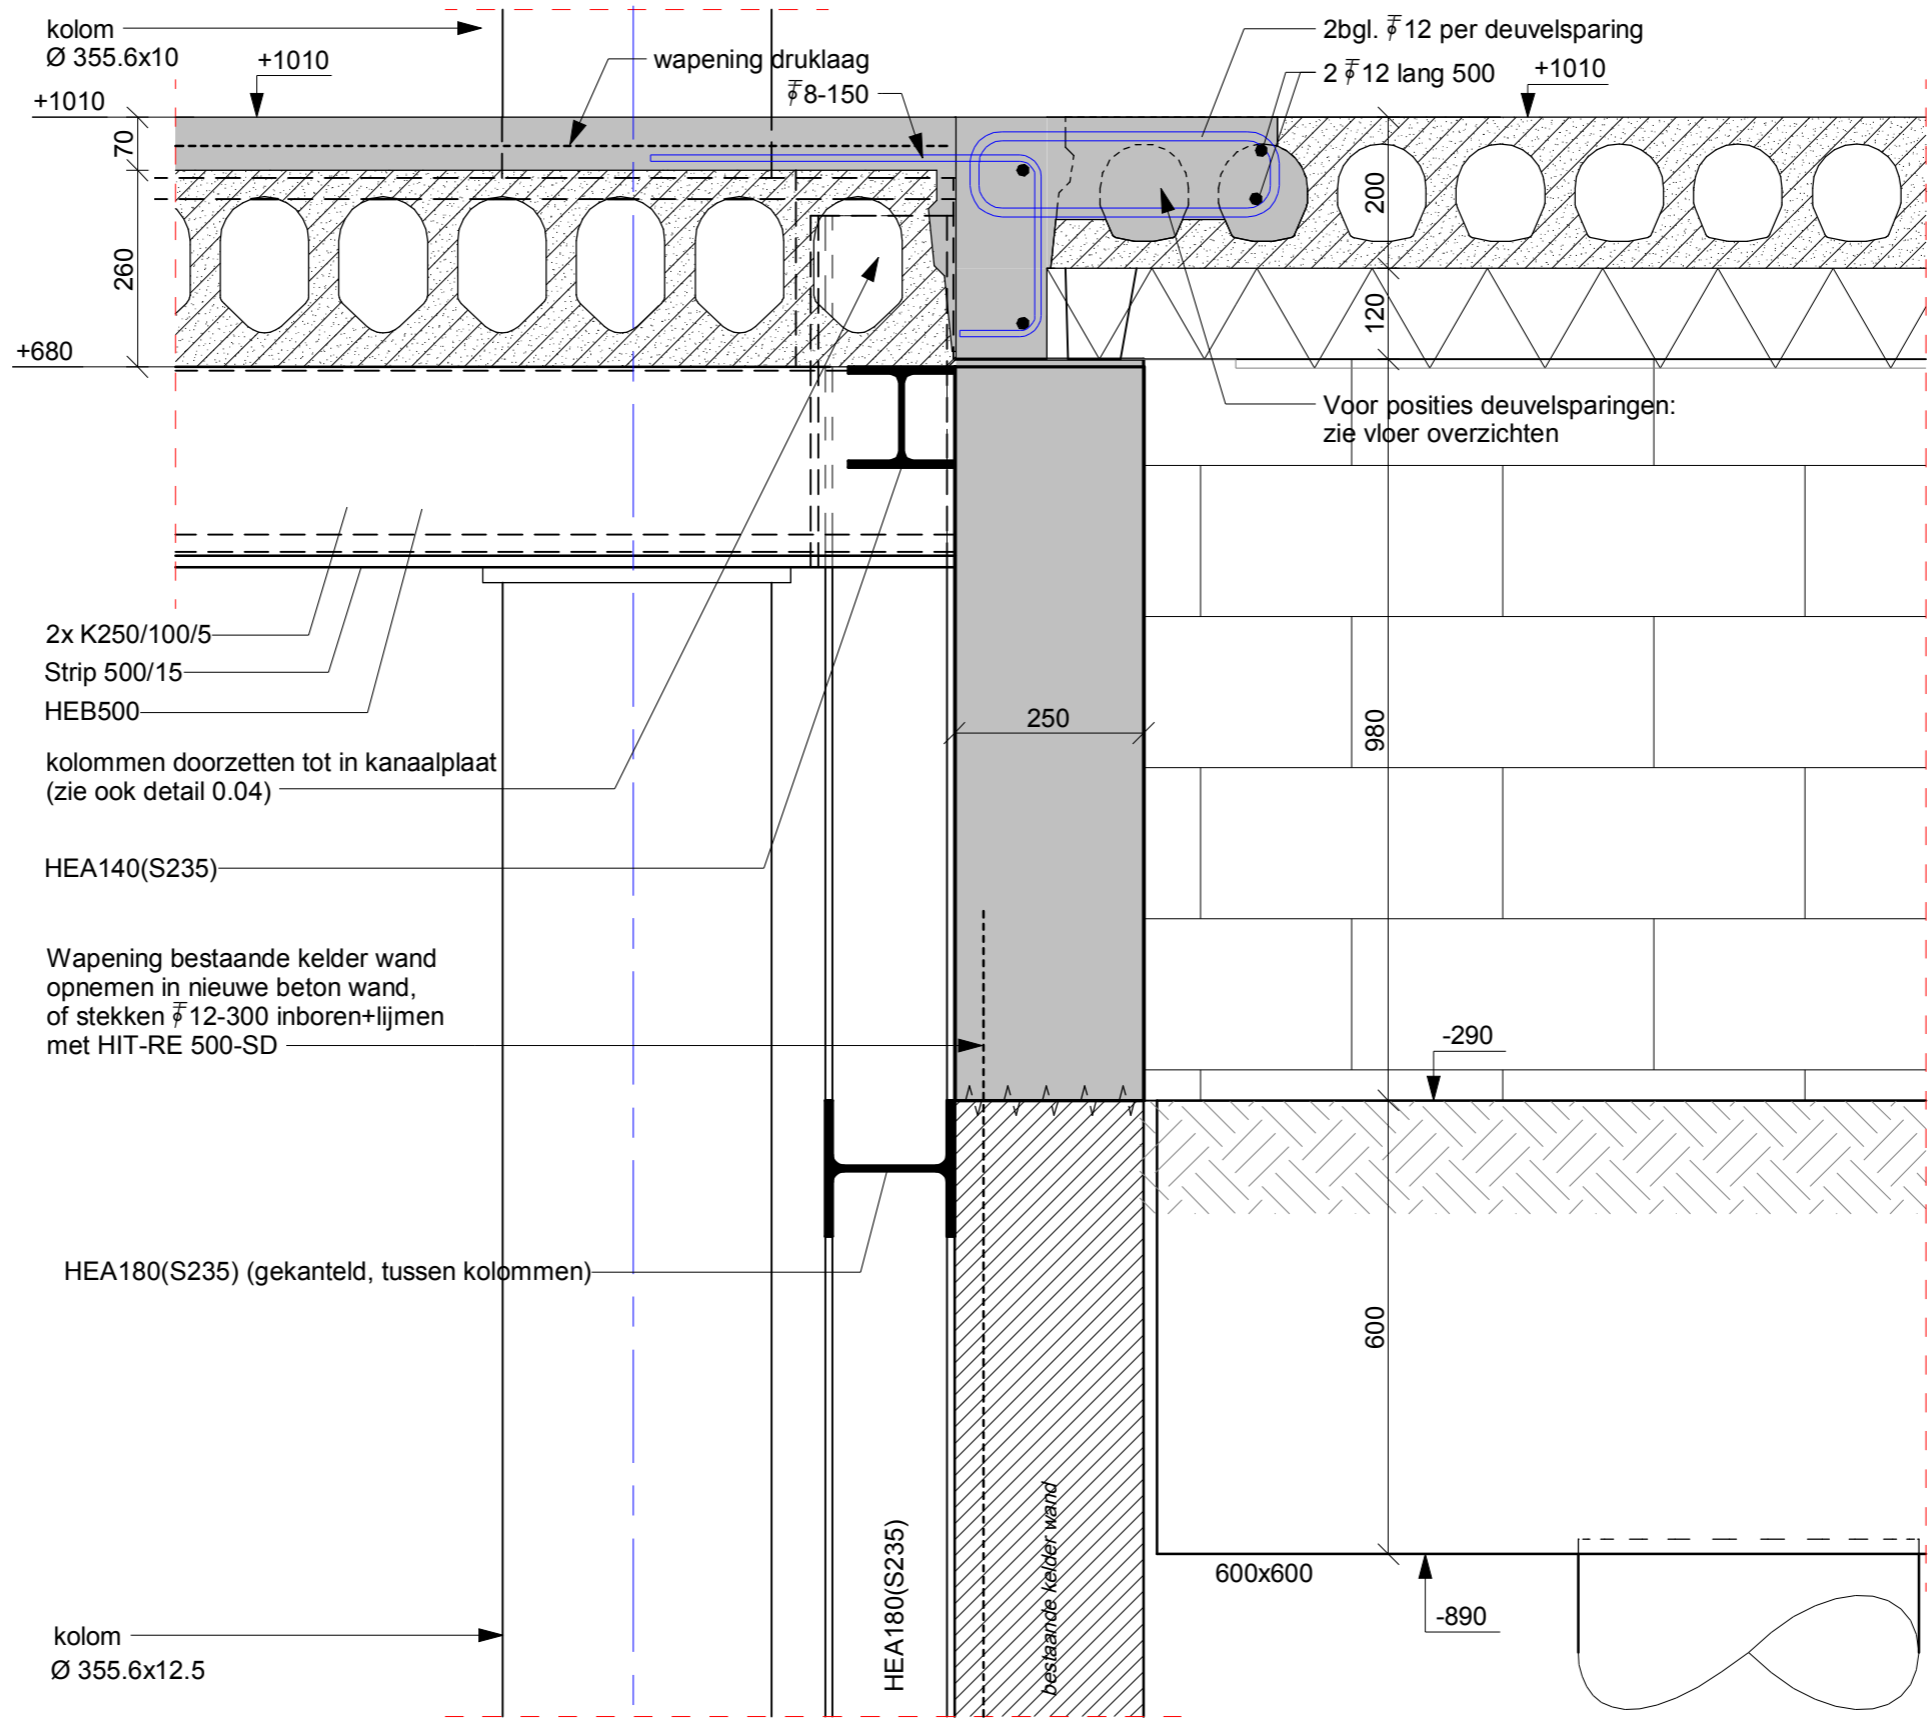 kolom
Ø 355.6x10
+1010
+1010
wapening druklaag
⌀8-150
2bgl. ⌀12 per deuvelsparing
2 ⌀12 lang 500
+1010
70
260
+680
200
120
Voor posities deuvelsparingen:
zie vloer overzichten
2x K250/100/5
Strip 500/15
HEB500
kolommen doorzetten tot in kanaalplaat
(zie ook detail 0.04)
250
980
HEA140(S235)
Wapening bestaande kelder wand
opnemen in nieuwe beton wand,
of stekken ⌀12-300 inboren+lijmen
met HIT-RE 500-SD
-290
HEA180(S235) (gekanteld, tussen kolommen)
600
HEA180(S235)
bestaande kelder wand
600x600
-890
kolom
Ø 355.6x12.5